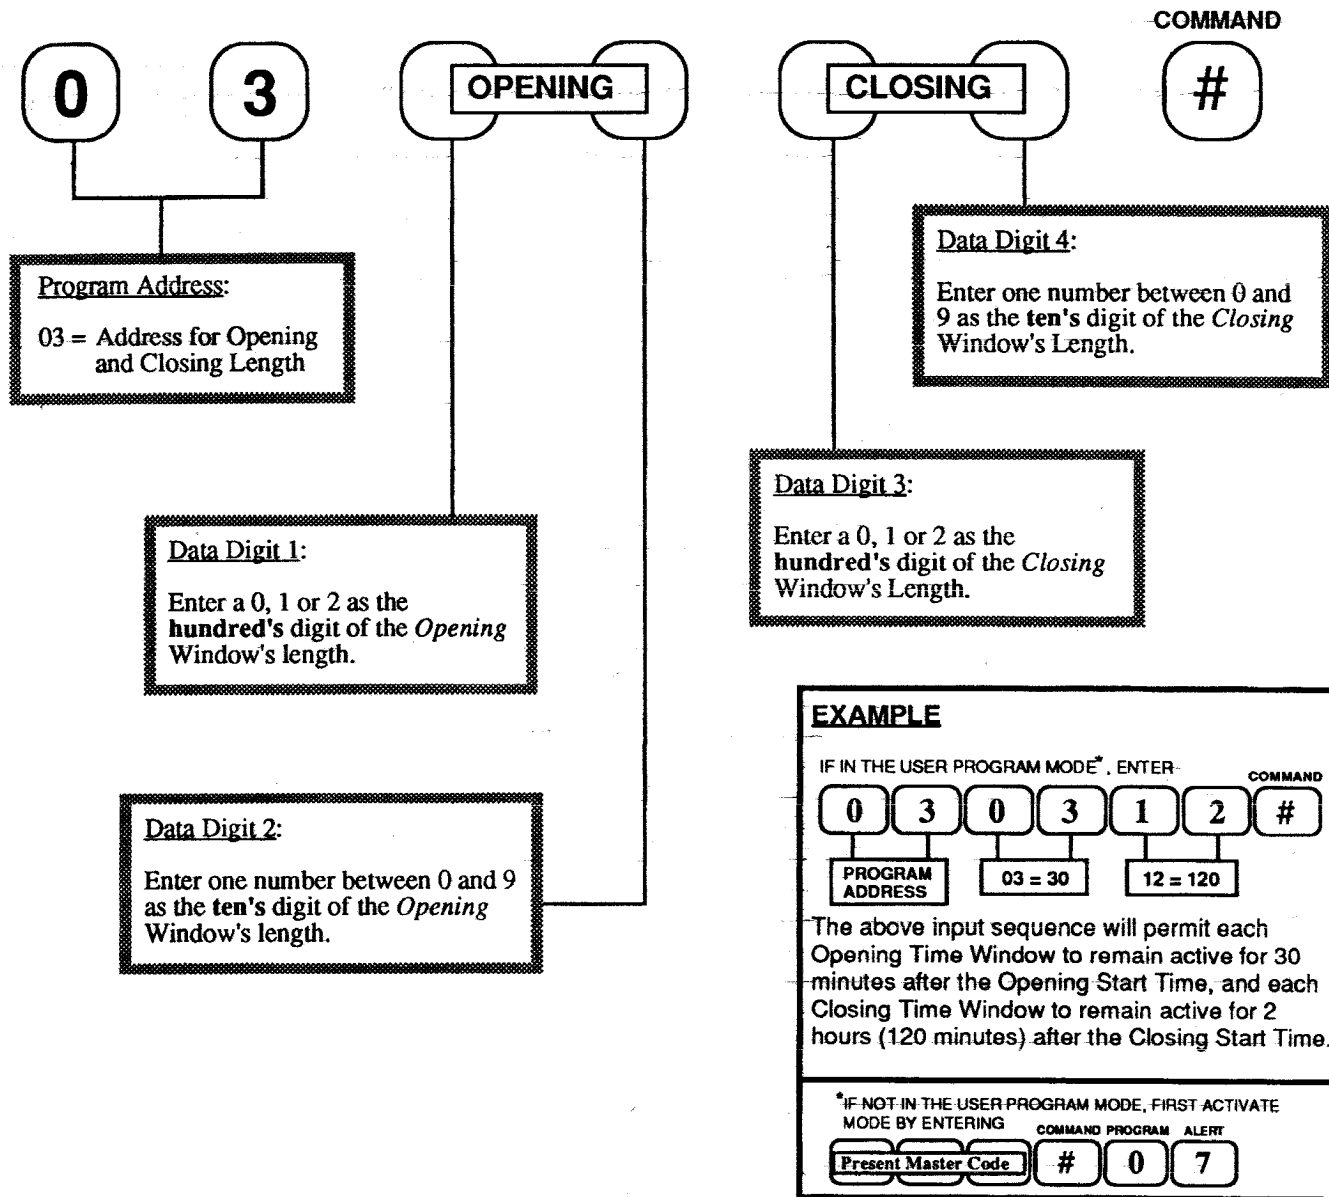 COMMAND
0 3 OPENING CLOSING #
Program Address:
03 = Address for Opening
and Closing Length
Data Digit 4:
Enter one number between 0 and
9 as the ten's digit of the Closing
Window's Length.
Data Digit 3:
Enter a 0, 1 or 2 as the
hundred's digit of the Closing
Window's Length.
Data Digit 1:
Enter a 0, 1 or 2 as the
hundred's digit of the Opening
Window's length.
Data Digit 2:
Enter one number between 0 and 9
as the ten's digit of the Opening
Window's length.
EXAMPLE
IF IN THE USER PROGRAM MODE*, ENTER
COMMAND
0 3 0 3 1 2 #
PROGRAM
ADDRESS
03 = 30
12 = 120
The above input sequence will permit each
Opening Time Window to remain active for 30
minutes after the Opening Start Time, and each
Closing Time Window to remain active for 2
hours (120 minutes) after the Closing Start Time.
*IF NOT IN THE USER PROGRAM MODE, FIRST ACTIVATE
MODE BY ENTERING
COMMAND PROGRAM ALERT
Present Master Code # 0 7